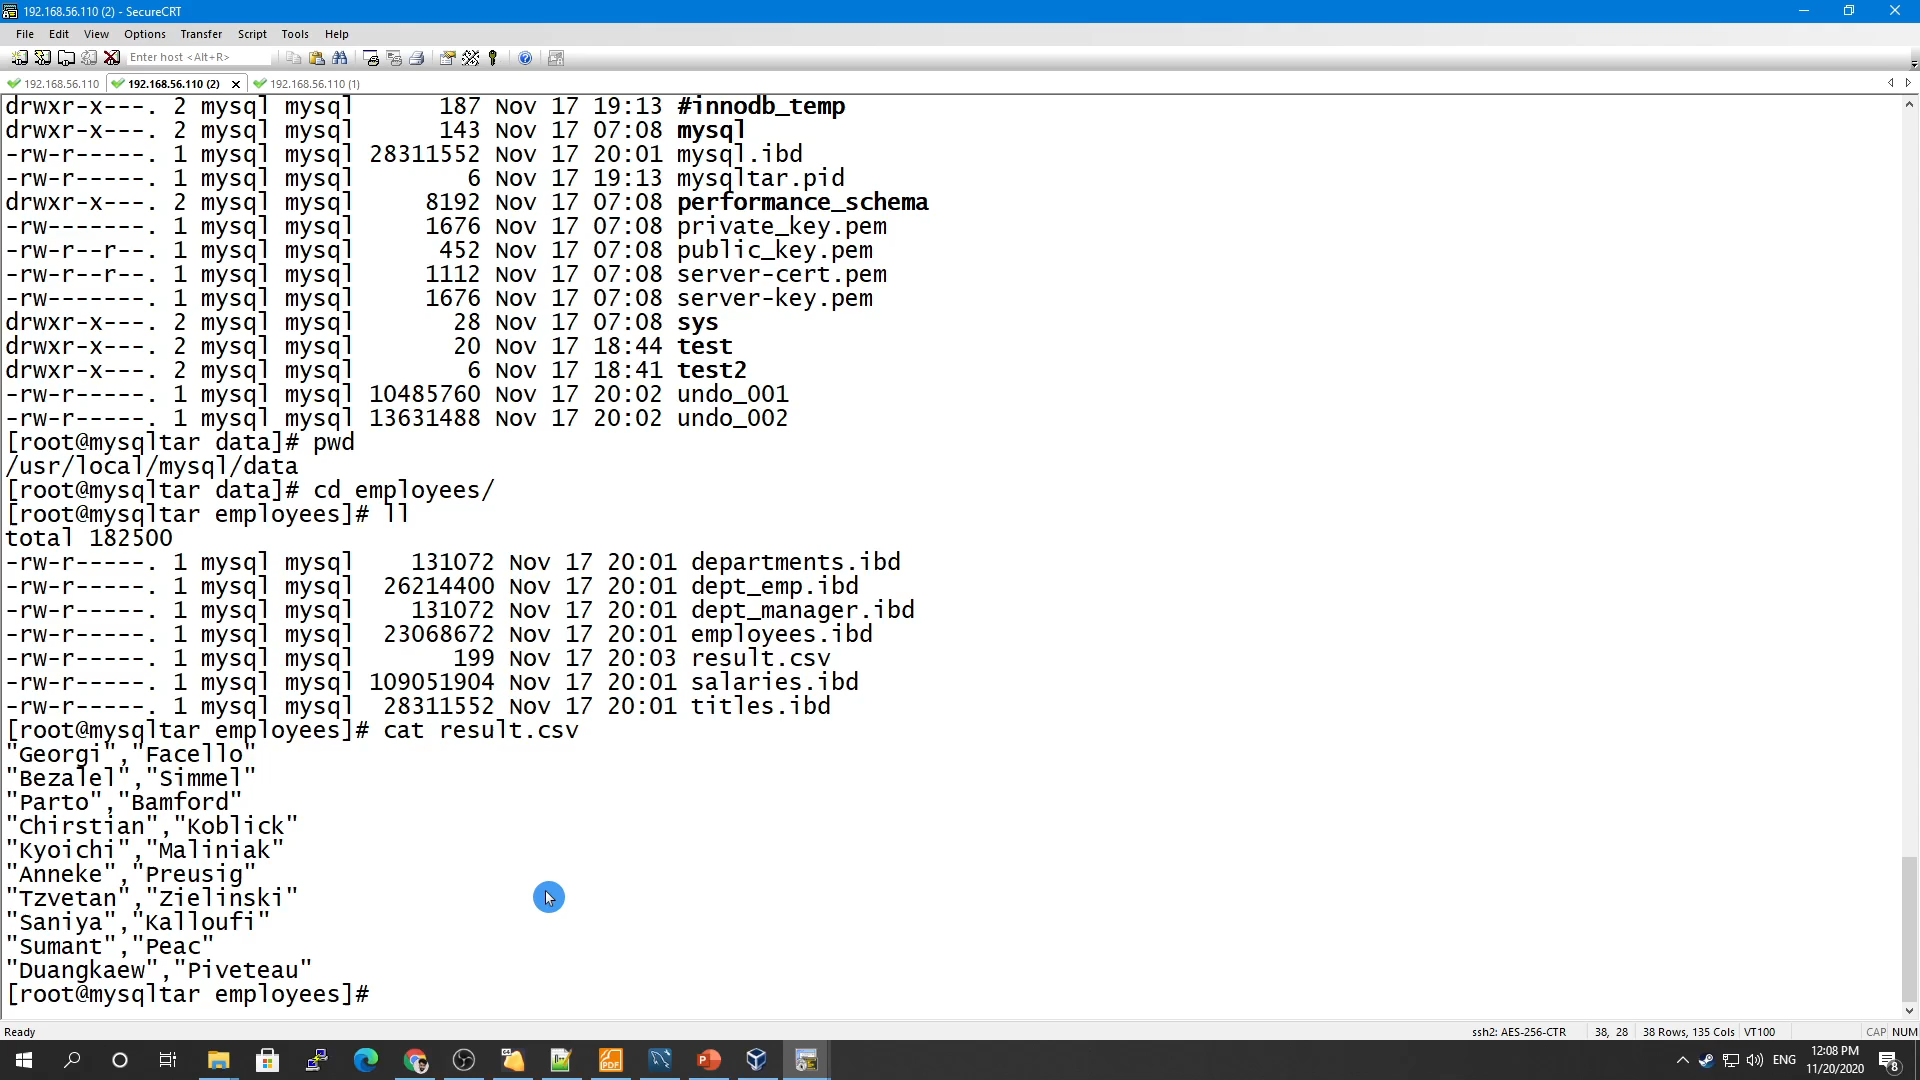 192.168.56.110 (2) - SecureCRT
File Edit View Options Transfer Script Tools Help
Enter host <Alt+R>
192.168.56.110 192.168.56.110 (2) 192.168.56.110 (1)
drwxr-x---. 2 mysql mysql 187 Nov 17 19:13 #innodb_temp
drwxr-x---. 2 mysql mysql 143 Nov 17 07:08 mysql
-rw-r-----. 1 mysql mysql 28311552 Nov 17 20:01 mysql.ibd
-rw-r-----. 1 mysql mysql 6 Nov 17 19:13 mysqltar.pid
drwxr-x---. 2 mysql mysql 8192 Nov 17 07:08 performance_schema
-rw-------. 1 mysql mysql 1676 Nov 17 07:08 private_key.pem
-rw-r--r--. 1 mysql mysql 452 Nov 17 07:08 public_key.pem
-rw-r--r--. 1 mysql mysql 1112 Nov 17 07:08 server-cert.pem
-rw-------. 1 mysql mysql 1676 Nov 17 07:08 server-key.pem
drwxr-x---. 2 mysql mysql 28 Nov 17 07:08 sys
drwxr-x---. 2 mysql mysql 20 Nov 17 18:44 test
drwxr-x---. 2 mysql mysql 6 Nov 17 18:41 test2
-rw-r-----. 1 mysql mysql 10485760 Nov 17 20:02 undo_001
-rw-r-----. 1 mysql mysql 13631488 Nov 17 20:02 undo_002
[root@mysqltar data]# pwd
/usr/local/mysql/data
[root@mysqltar data]# cd employees/
[root@mysqltar employees]# ll
total 182500
-rw-r-----. 1 mysql mysql 131072 Nov 17 20:01 departments.ibd
-rw-r-----. 1 mysql mysql 26214400 Nov 17 20:01 dept_emp.ibd
-rw-r-----. 1 mysql mysql 131072 Nov 17 20:01 dept_manager.ibd
-rw-r-----. 1 mysql mysql 23068672 Nov 17 20:01 employees.ibd
-rw-r-----. 1 mysql mysql 199 Nov 17 20:03 result.csv
-rw-r-----. 1 mysql mysql 109051904 Nov 17 20:01 salaries.ibd
-rw-r-----. 1 mysql mysql 28311552 Nov 17 20:01 titles.ibd
[root@mysqltar employees]# cat result.csv
"Georgi","Facello"
"Bezalel","Simmel"
"Parto","Bamford"
"Chirstian","Koblick"
"Kyoichi","Maliniak"
"Anneke","Preusig"
"Tzvetan","Zielinski"
"Saniya","Kalloufi"
"Sumant","Peac"
"Duangkaew","Piveteau"
[root@mysqltar employees]#
Ready ssh2: AES-256-CTR 38, 28 38 Rows, 135 Cols VT100 CAP NUM
ENG 12:08 PM
11/20/2020 8